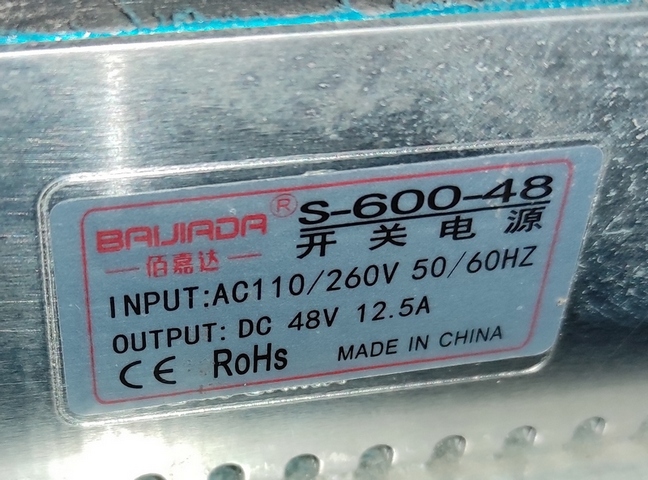 BAIJIADA ® S-600-48
佰嘉达 开关电源
INPUT:AC110/260V 50/60HZ
OUTPUT: DC 48V 12.5A
CE RoHs MADE IN CHINA